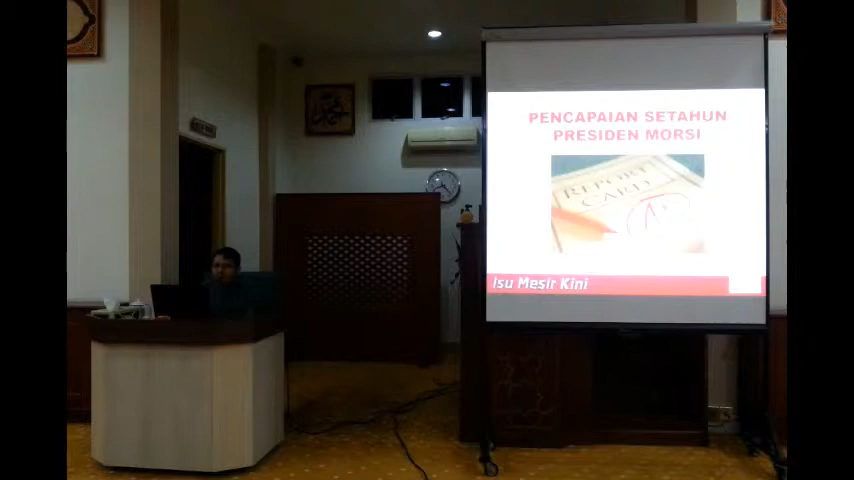 PENCAPAIAN SETAHUN
PRESIDEN MORSI
REPORT
CARD
A+
Isu Mesir Kini